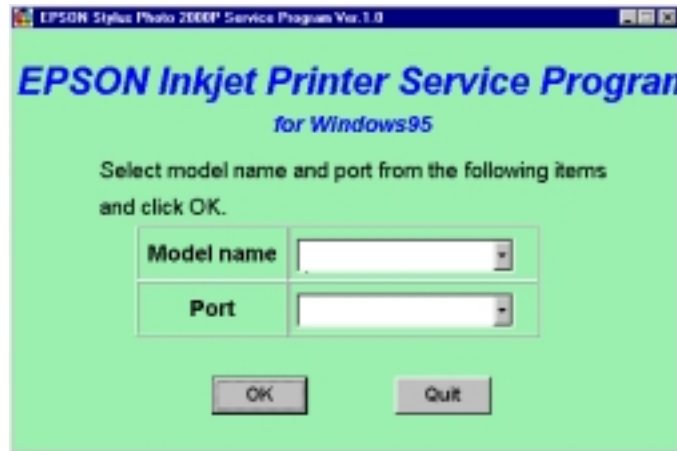 EPSON Stylus Photo 2000P Service Program Ver.1.0
EPSON Inkjet Printer Service Program
for Windows95
Select model name and port from the following items
and click OK.
Model name
Port
OK
Quit